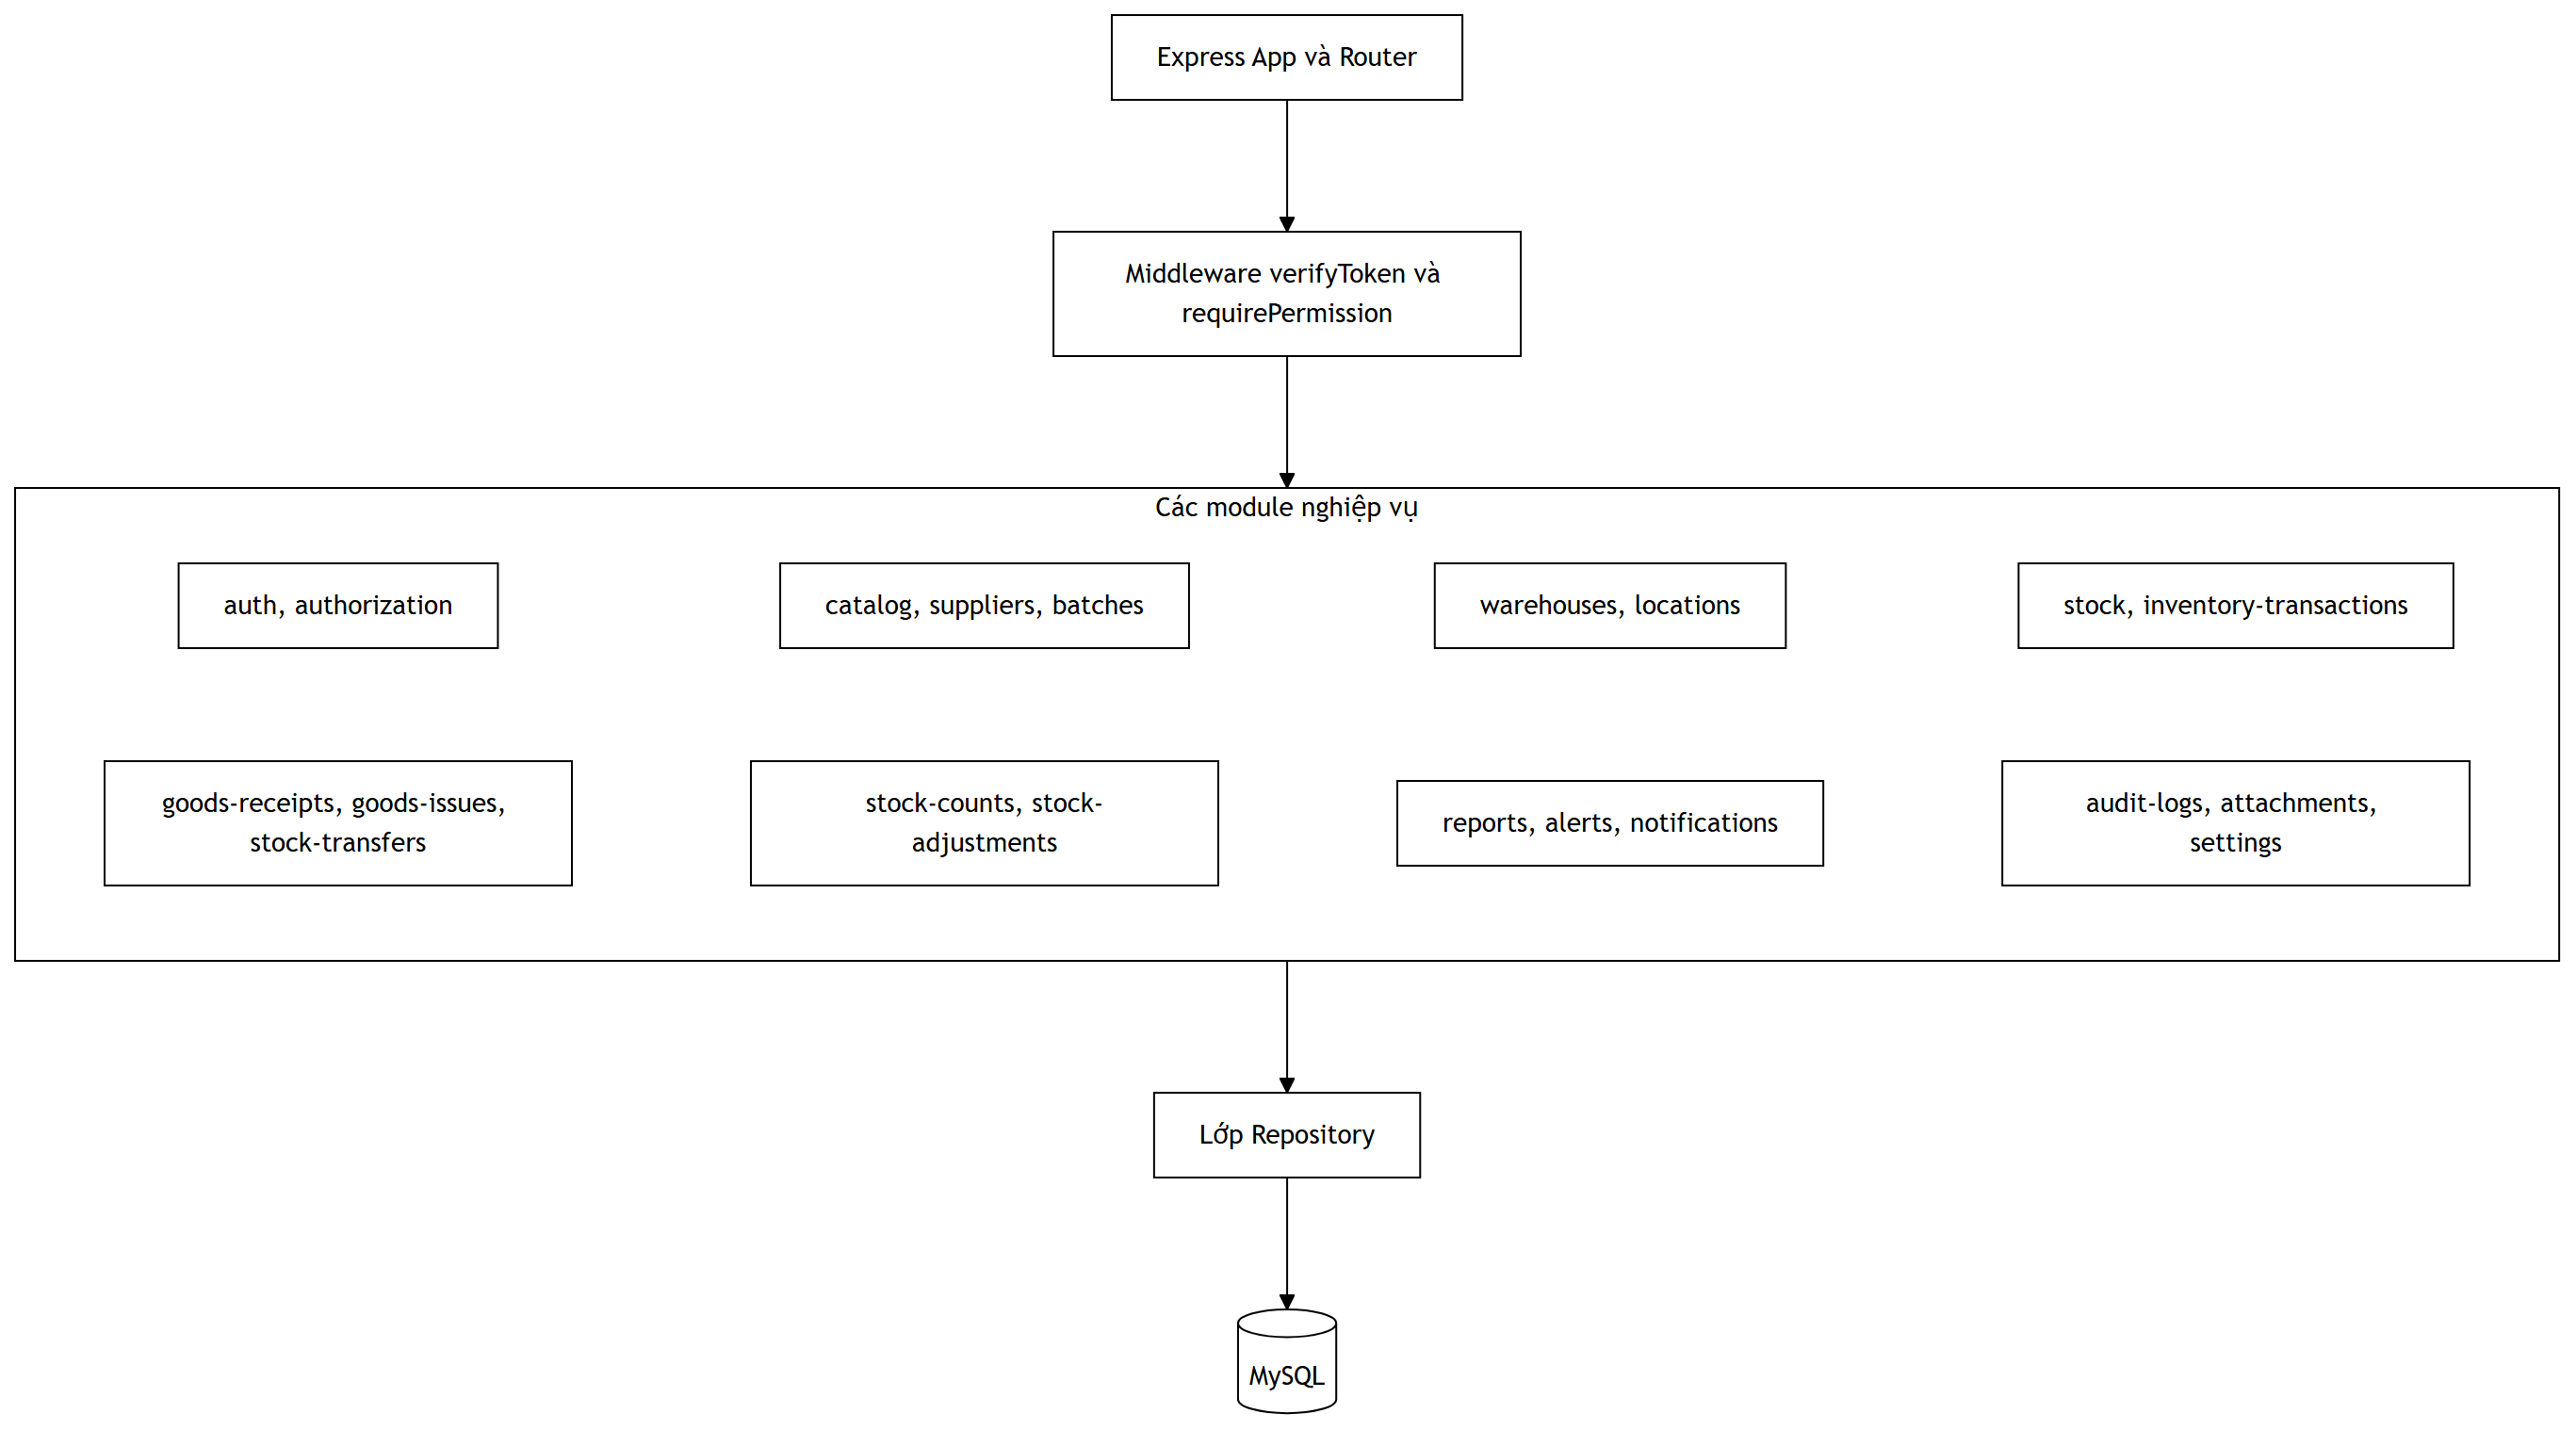 Express App và Router
Middleware verifyToken và
requirePermission
Các module nghiệp vụ
auth, authorization
catalog, suppliers, batches
warehouses, locations
stock, inventory-transactions
goods-receipts, goods-issues,
stock-transfers
stock-counts, stock-
adjustments
reports, alerts, notifications
audit-logs, attachments,
settings
Lớp Repository
MySQL